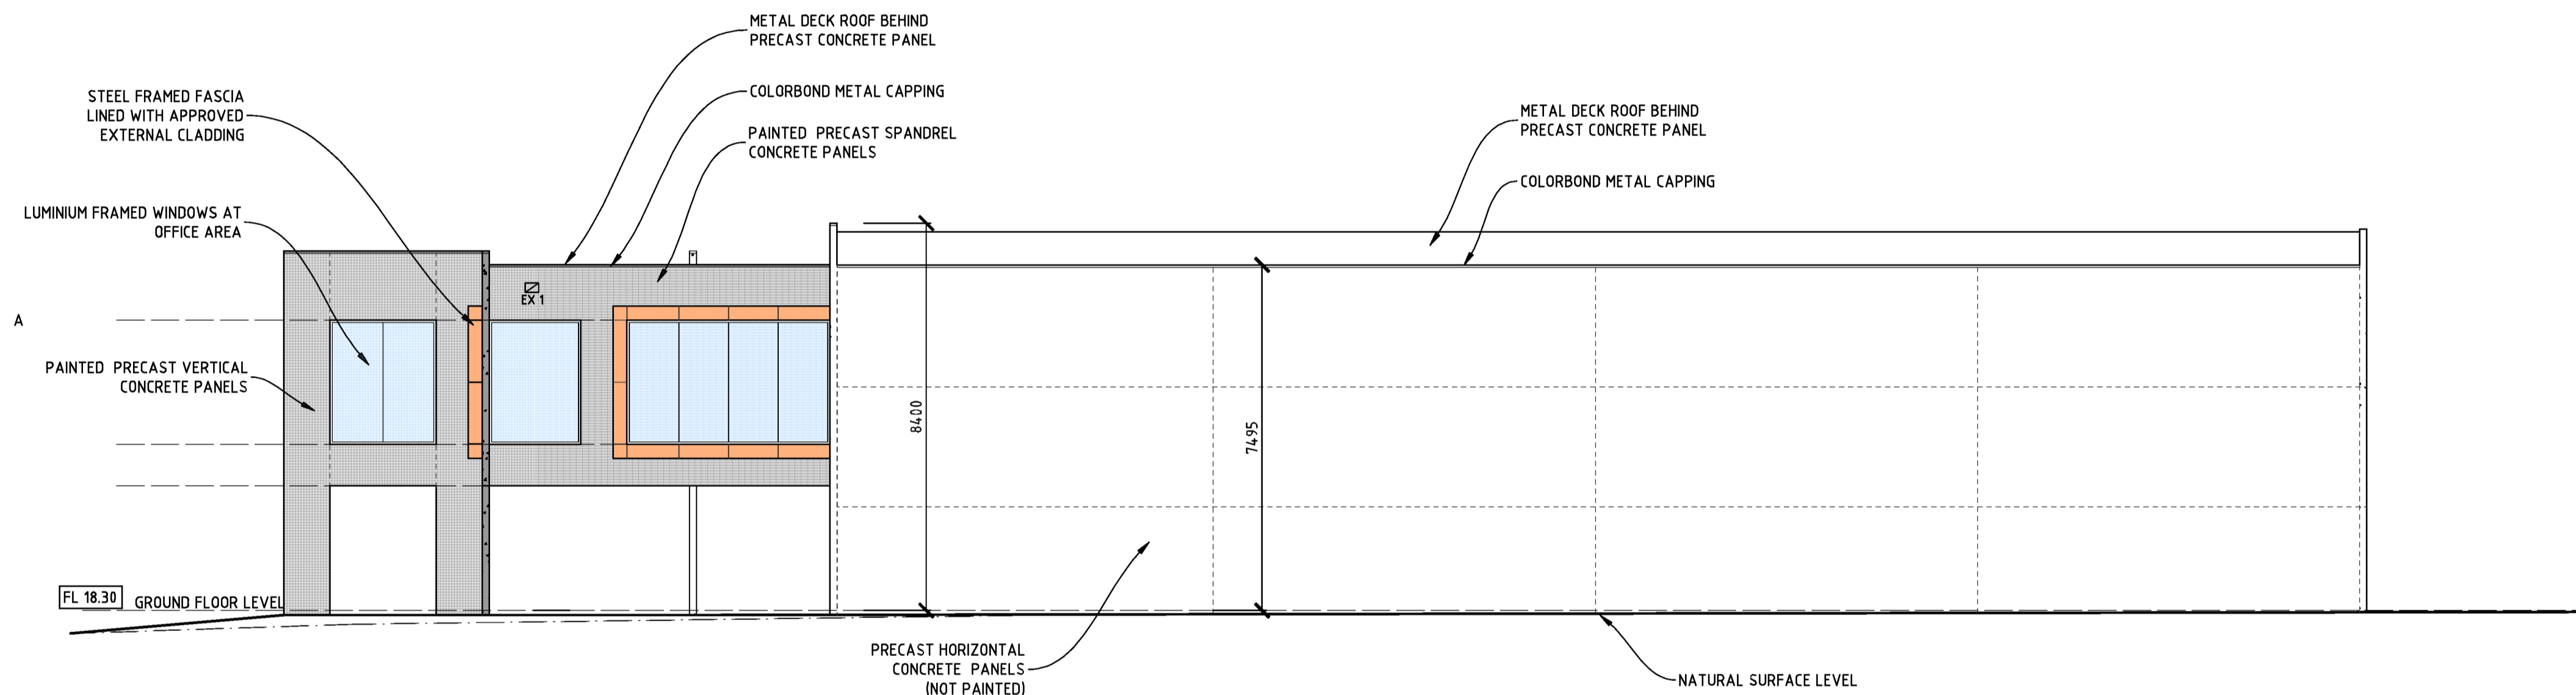 METAL DECK ROOF BEHIND
PRECAST CONCRETE PANEL
COLORBOND METAL CAPPING
PAINTED PRECAST SPANDREL
CONCRETE PANELS
STEEL FRAMED FASCIA
LINED WITH APPROVED
EXTERNAL CLADDING
LUMINIUM FRAMED WINDOWS AT
OFFICE AREA
METAL DECK ROOF BEHIND
PRECAST CONCRETE PANEL
COLORBOND METAL CAPPING
EX 1
A
PAINTED PRECAST VERTICAL
CONCRETE PANELS
8400
7495
FL 18.30
GROUND FLOOR LEVEL
PRECAST HORIZONTAL
CONCRETE PANELS
(NOT PAINTED)
NATURAL SURFACE LEVEL